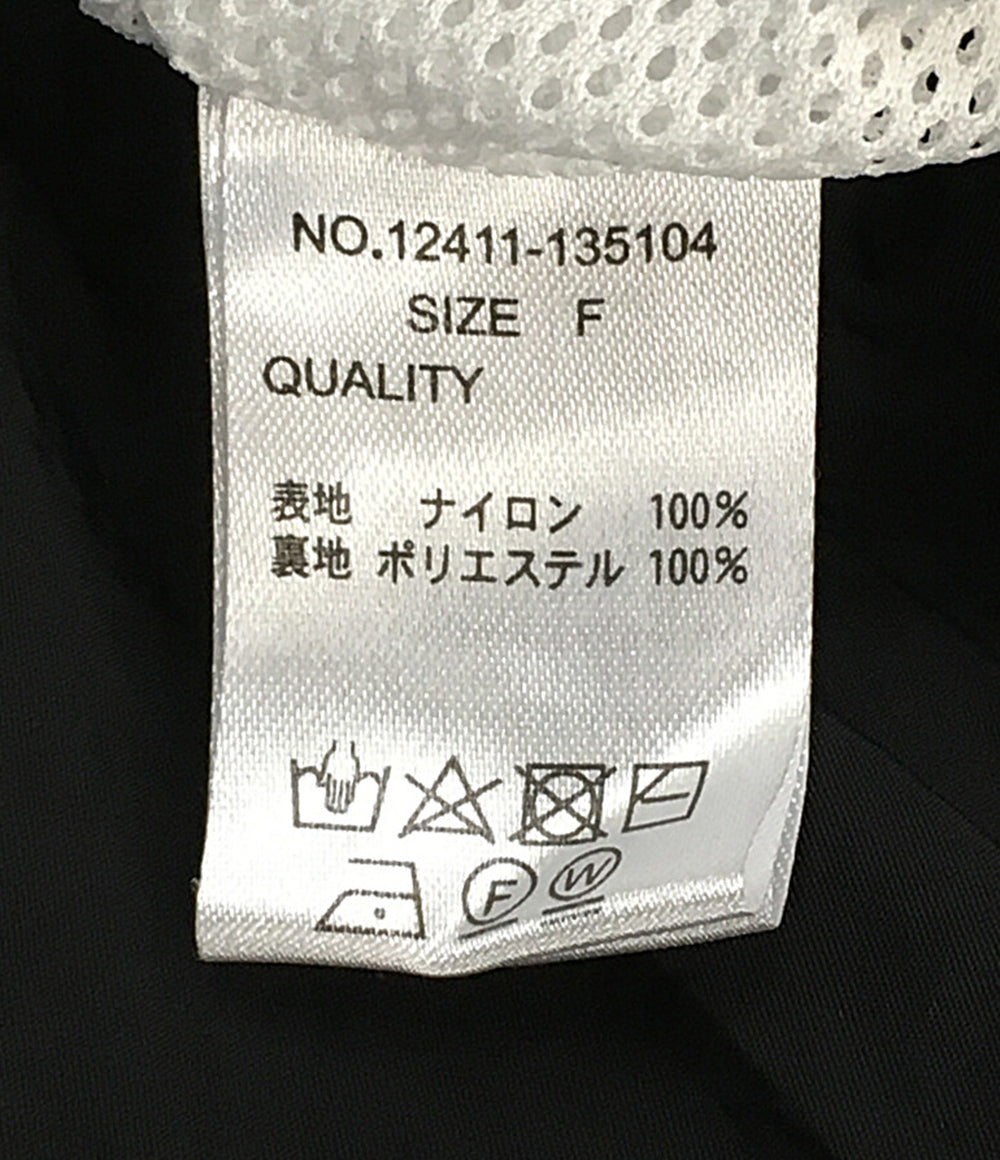 NO.12411-135104
SIZE F
QUALITY
表地 ナイロン 100%
裏地 ポリエステル 100%
F W